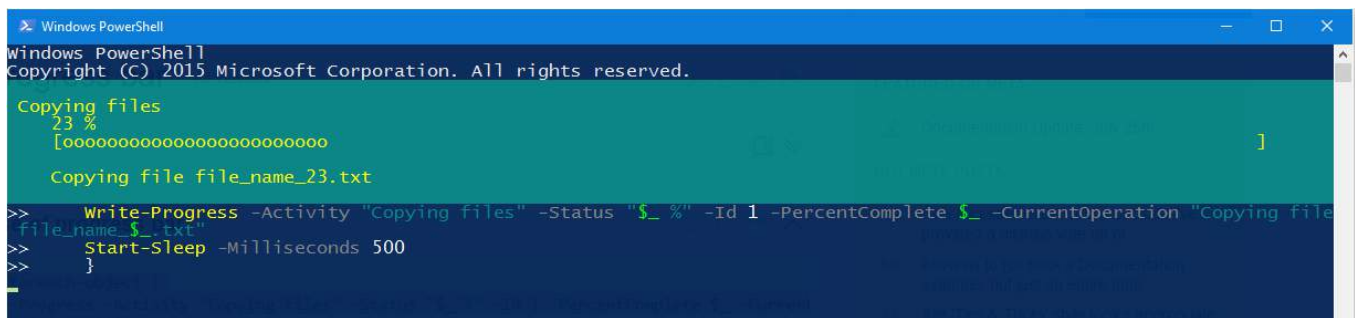 Windows PowerShell
Windows PowerShell
Copyright (C) 2015 Microsoft Corporation. All rights reserved.
Copying files
23 %
[oooooooooooooooooooooooo ]
Copying file file_name_23.txt
>> Write-Progress -Activity "Copying files" -Status "$_ %" -Id 1 -PercentComplete $_ -CurrentOperation "Copying file
file_name_$_.txt"
>> Start-Sleep -Milliseconds 500
>> }